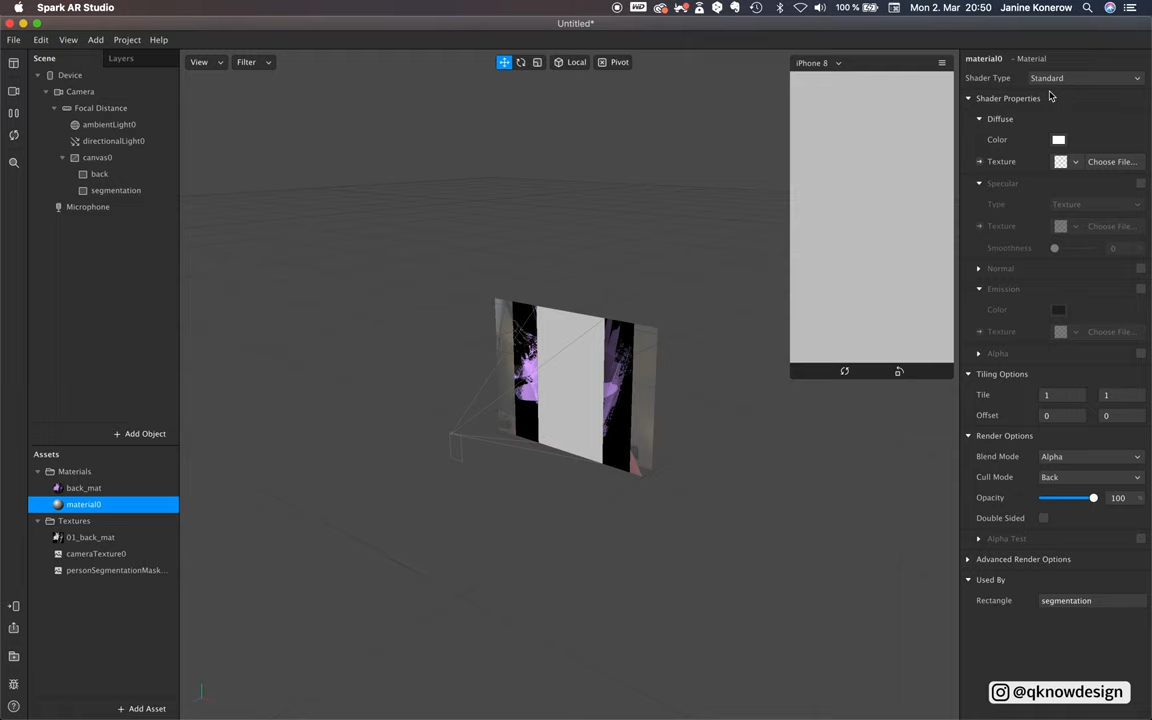 Spark AR Studio
100 %
Mon 2. Mar 20:50
Janine Konerow
Untitled*
File Edit View Add Project Help
Scene Layers
Device
Camera
Focal Distance
ambientLight0
directionalLight0
canvas0
back
segmentation
Microphone
+ Add Object
Assets
Materials
back_mat
material0
Textures
01_back_mat
cameraTexture0
personSegmentationMask...
+ Add Asset
View Filter Local Pivot
iPhone 8
material0 - Material
Shader Type Standard
Shader Properties
Diffuse
Color
Texture Choose File...
Specular
Type Texture
Texture Choose File...
Smoothness 0
Normal
Emission
Color
Texture Choose File...
Alpha
Tiling Options
Tile 1 1
Offset 0 0
Render Options
Blend Mode Alpha
Cull Mode Back
Opacity 100 %
Double Sided
Alpha Test
Advanced Render Options
Used By
Rectangle segmentation
@qknowdesign